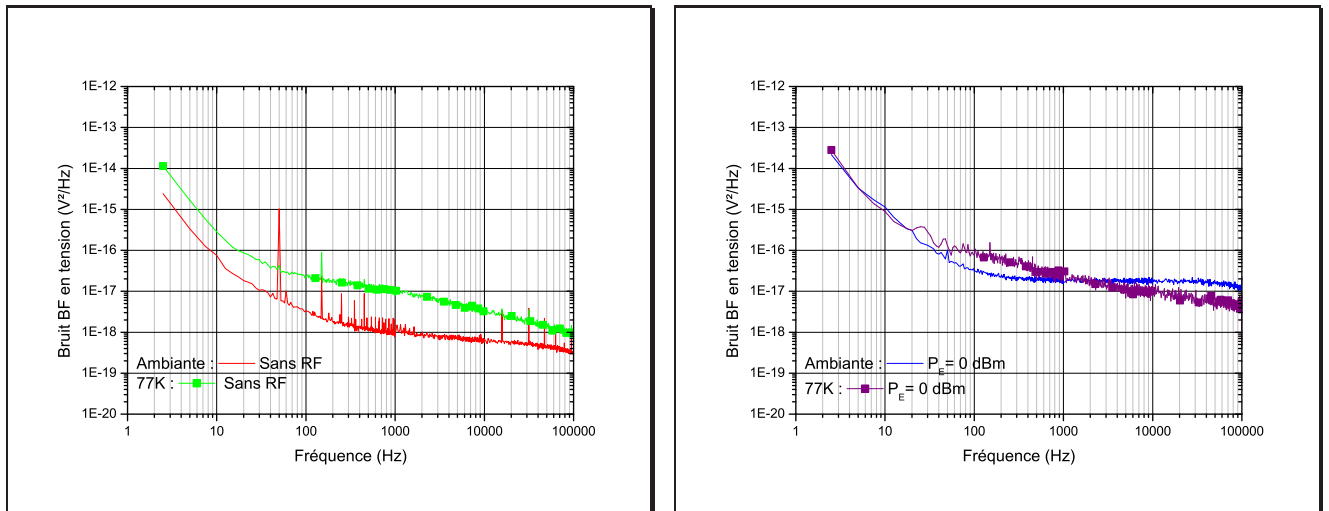 1E-12
1E-13
1E-14
1E-15
1E-16
1E-17
1E-18
1E-19
1E-20
Bruit BF en tension (V²/Hz)
Ambiante : Sans RF
77K : Sans RF
1 10 100 1000 10000 100000
Fréquence (Hz)
1E-12
1E-13
1E-14
1E-15
1E-16
1E-17
1E-18
1E-19
1E-20
Bruit BF en tension (V²/Hz)
Ambiante : PE= 0 dBm
77K : PE= 0 dBm
1 10 100 1000 10000 100000
Fréquence (Hz)